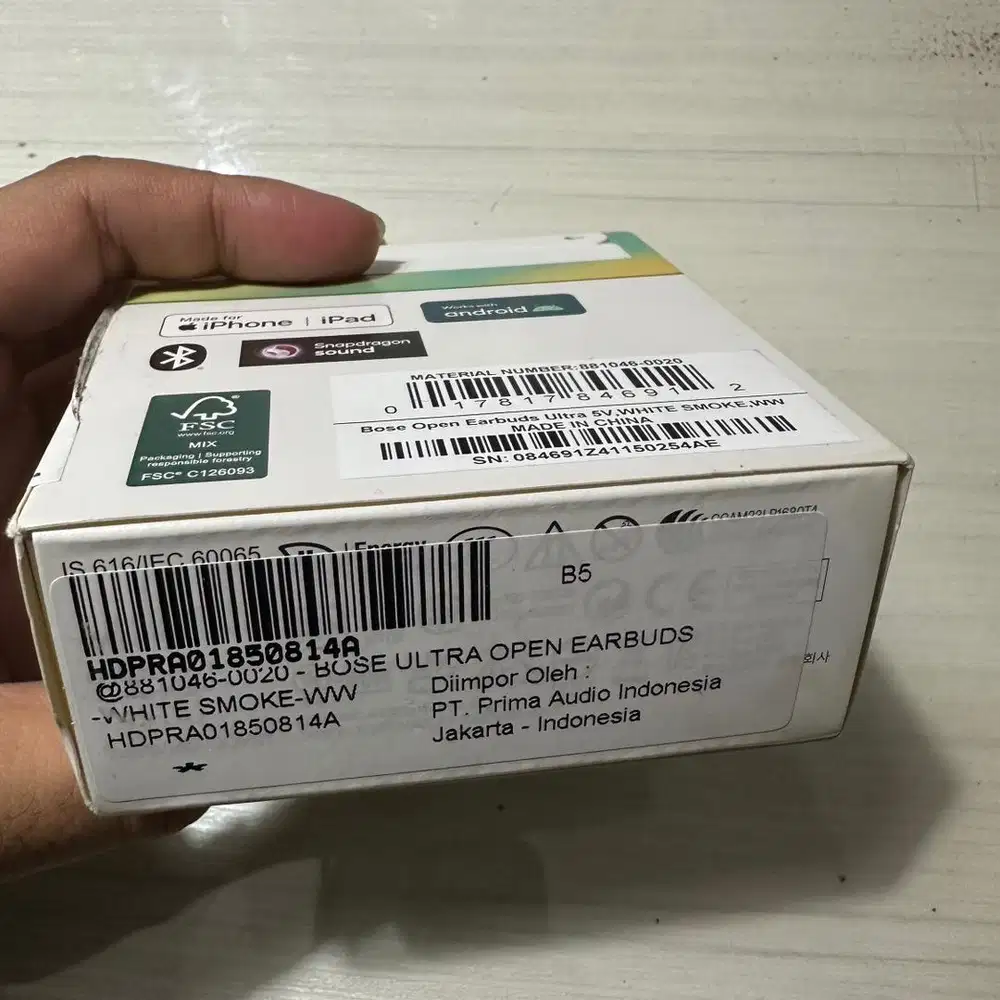 Made for
iPhone | iPad
Works with
android
Snapdragon
sound
FSC
www.fsc.org
MIX
Packaging | Supporting
responsible forestry
FSC® C126093
MATERIAL NUMBER:881046-0020
0 17817 84691 2
Bose Open Earbuds Ultra 5V,WHITE SMOKE,WW
MADE IN CHINA
SN: 084691Z41150254AE
IS 616/IEC 60065
Energy
B5
HDPRA01850814A
@881046-0020 - BOSE ULTRA OPEN EARBUDS
-WHITE SMOKE-WW
HDPRA01850814A
Diimpor Oleh :
PT. Prima Audio Indonesia
Jakarta - Indonesia
회사